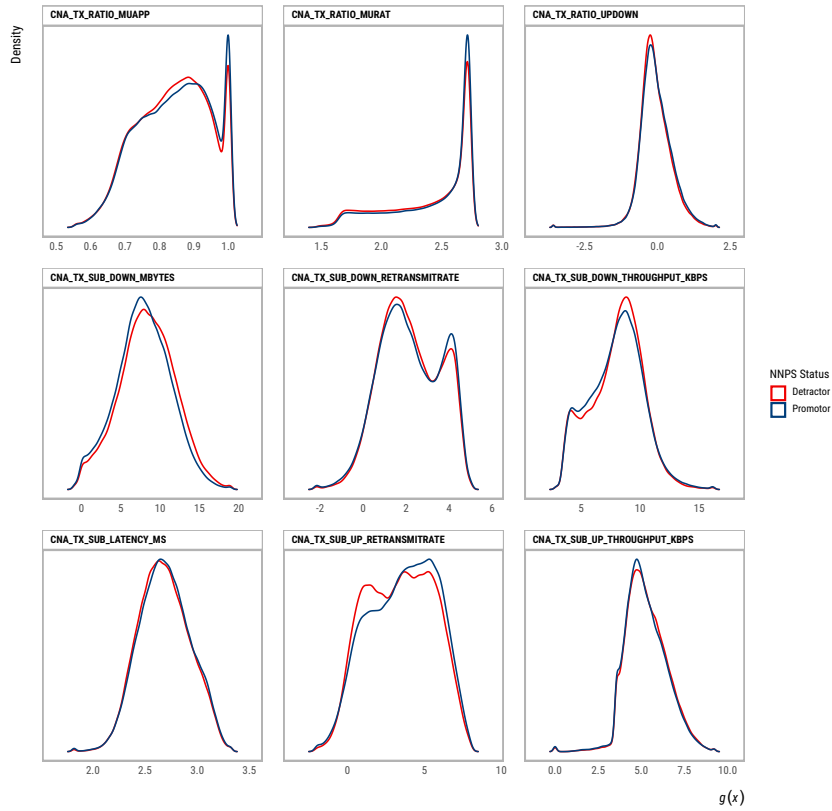 Density
CNA_TX_RATIO_MUAPP
CNA_TX_RATIO_MURAT
CNA_TX_RATIO_UPDOWN
0.5 0.6 0.7 0.8 0.9 1.0
1.5 2.0 2.5 3.0
-2.5 0.0 2.5
CNA_TX_SUB_DOWN_MBYTES
CNA_TX_SUB_DOWN_RETRANSMITRATE
CNA_TX_SUB_DOWN_THROUGHPUT_KBPS
0 5 10 15 20
-2 0 2 4 6
5 10 15
NNPS Status
Detractor
Promotor
CNA_TX_SUB_LATENCY_MS
CNA_TX_SUB_UP_RETRANSMITRATE
CNA_TX_SUB_UP_THROUGHPUT_KBPS
2.0 2.5 3.0 3.5
0 5 10
0.0 2.5 5.0 7.5 10.0
g(x)